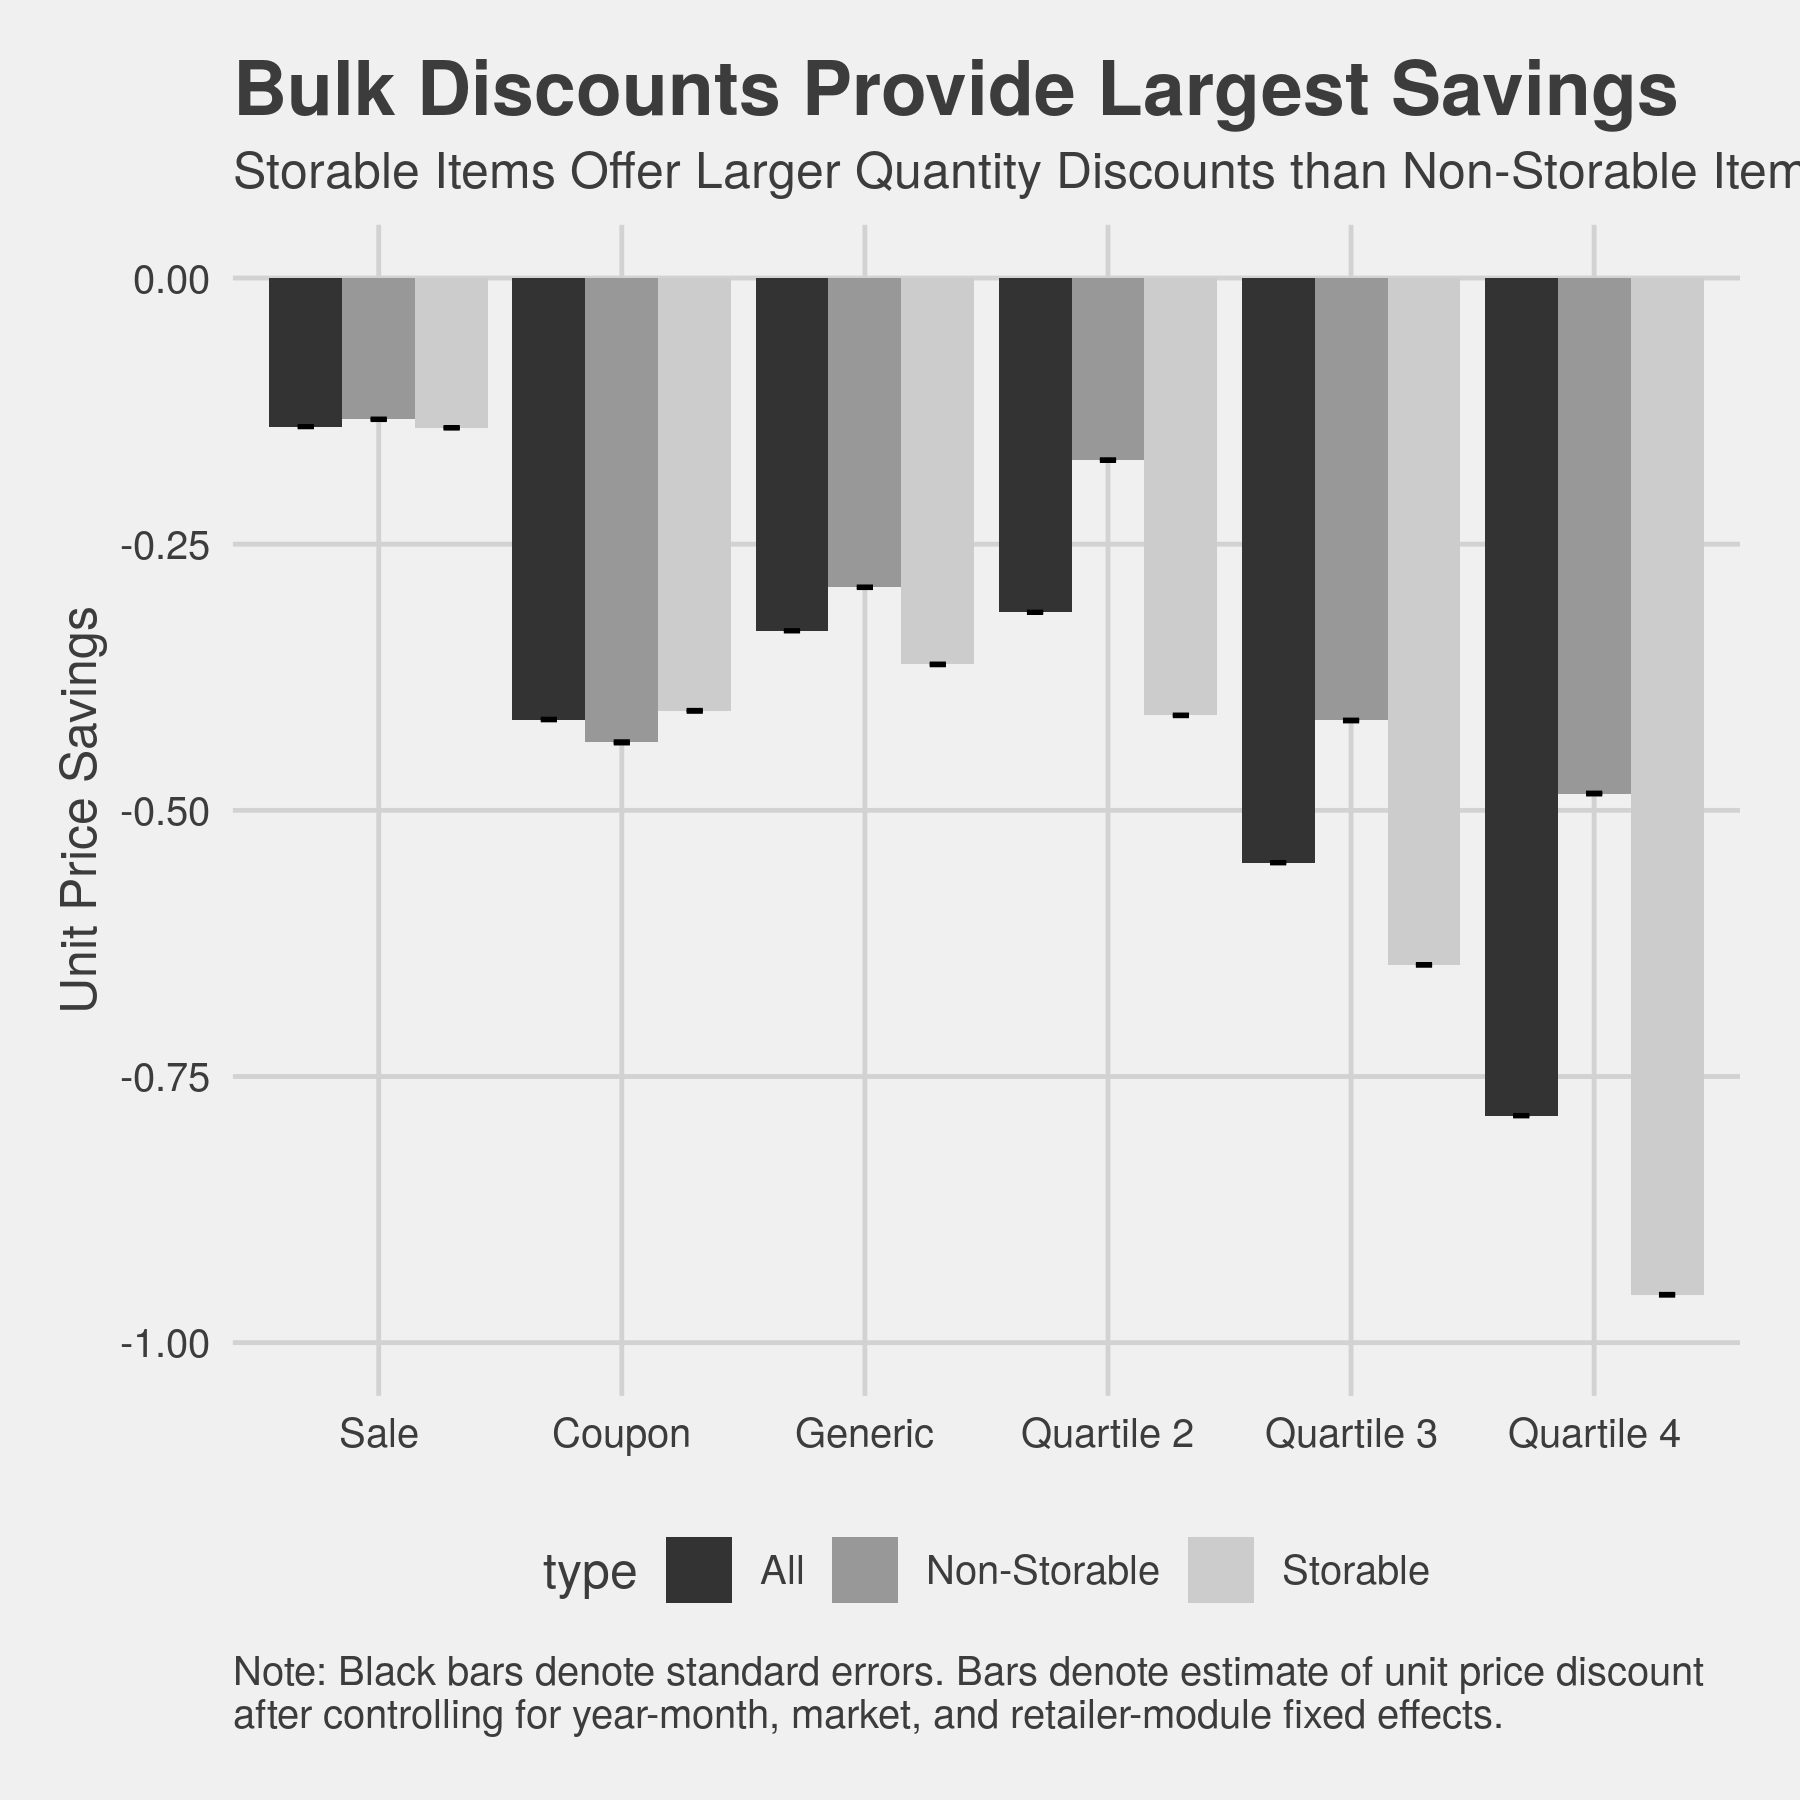 Bulk Discounts Provide Largest Savings
Storable Items Offer Larger Quantity Discounts than Non-Storable Item
0.00
-0.25
-0.50
-0.75
-1.00
Unit Price Savings
Sale Coupon Generic Quartile 2 Quartile 3 Quartile 4
type All Non-Storable Storable
Note: Black bars denote standard errors. Bars denote estimate of unit price discount
after controlling for year-month, market, and retailer-module fixed effects.